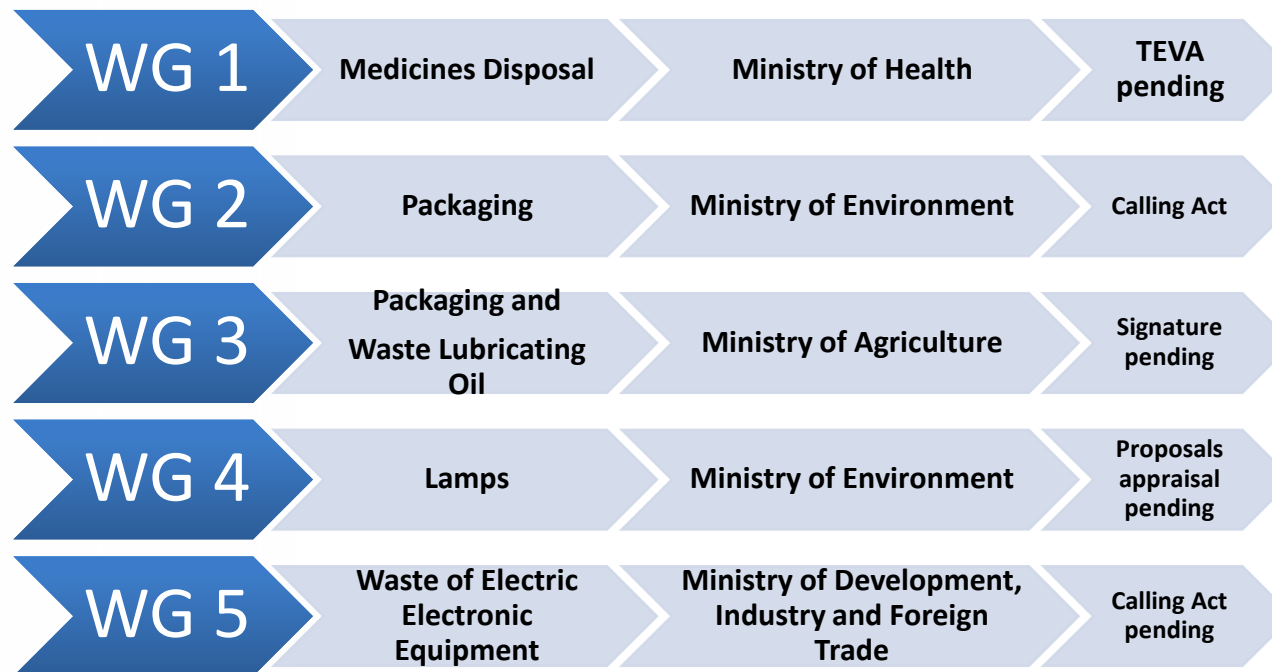 WG 1
Medicines Disposal
Ministry of Health
TEVA
pending
WG 2
Packaging
Ministry of Environment
Calling Act
WG 3
Packaging and
Waste Lubricating
Oil
Ministry of Agriculture
Signature
pending
WG 4
Lamps
Ministry of Environment
Proposals
appraisal
pending
WG 5
Waste of Electric
Electronic
Equipment
Ministry of Development,
Industry and Foreign
Trade
Calling Act
pending